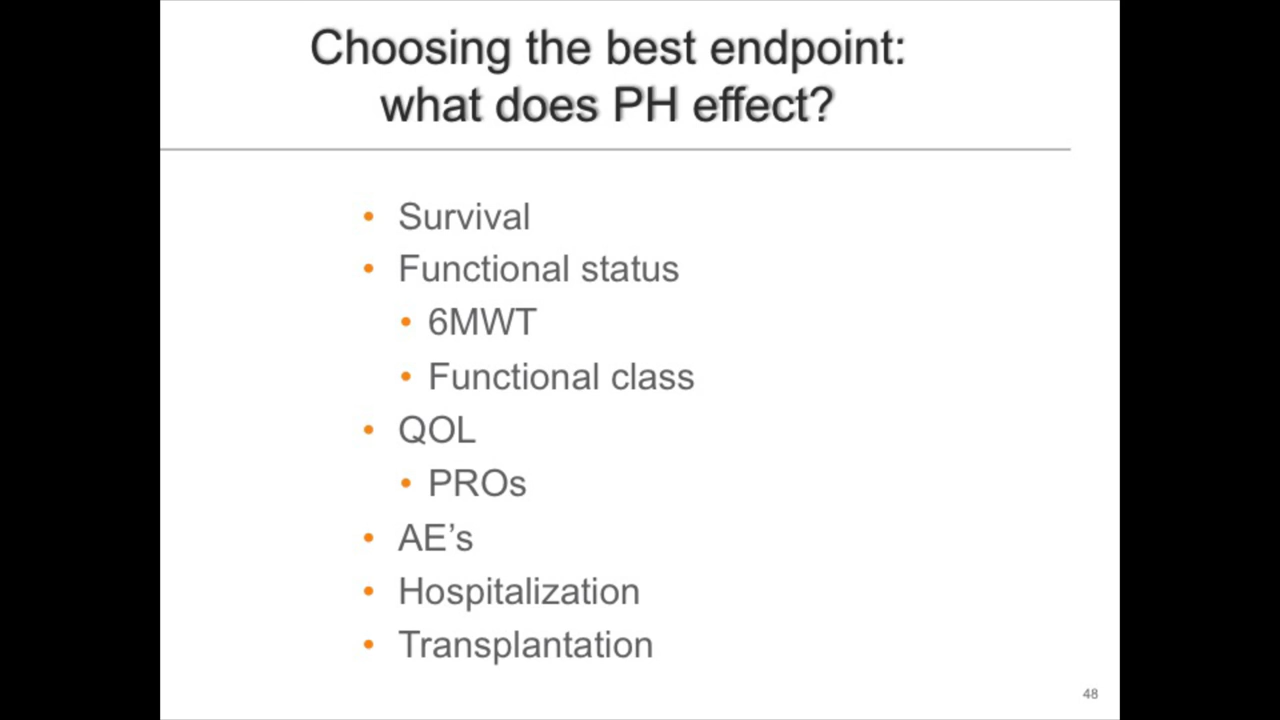 Choosing the best endpoint:
what does PH effect?
• Survival
• Functional status
• 6MWT
• Functional class
• QOL
• PROs
• AE’s
• Hospitalization
• Transplantation
48